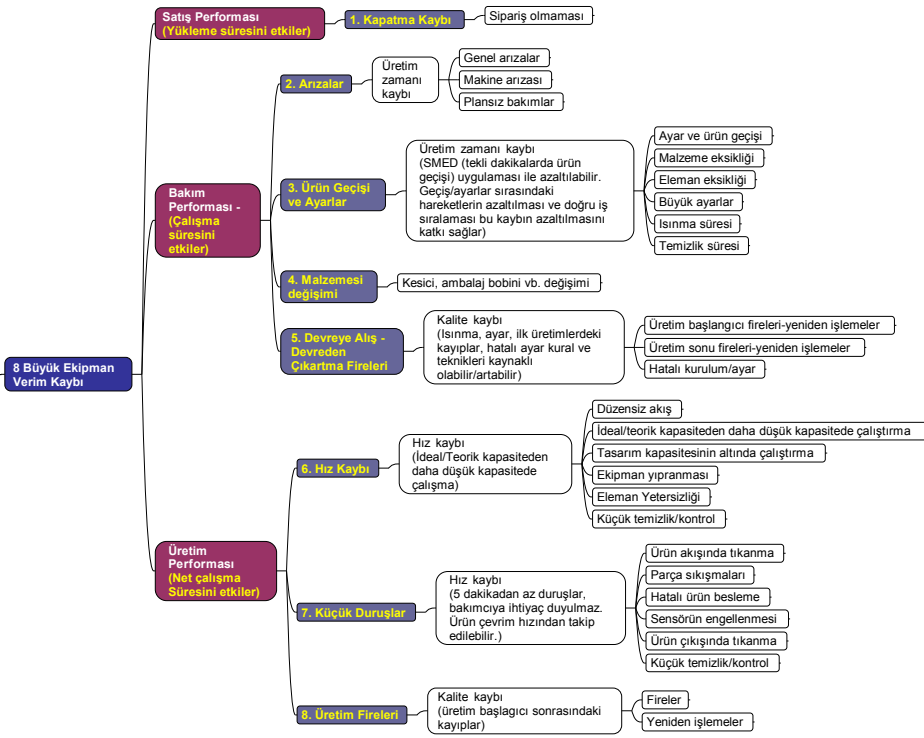 8 Büyük Ekipman
Verim Kaybı
Satış Performası
(Yükleme süresini etkiler)
1. Kapatma Kaybı
Sipariş olmaması
Bakım
Performası -
(Çalışma
süresini
etkiler)
2. Arızalar
Üretim
zamanı
kaybı
Genel arızalar
Makine arızası
Plansız bakımlar
3. Ürün Geçişi
ve Ayarlar
Üretim zamanı kaybı
(SMED (tekli dakikalarda ürün
geçişi) uygulaması ile azaltılabilir.
Geçiş/ayarlar sırasındaki
hareketlerin azaltılması ve doğru iş
sıralaması bu kaybın azaltılmasını
katkı sağlar)
Ayar ve ürün geçişi
Malzeme eksikliği
Eleman eksikliği
Büyük ayarlar
Isınma süresi
Temizlik süresi
4. Malzemesi
değişimi
Kesici, ambalaj bobini vb. değişimi
5. Devreye Alış -
Devreden
Çıkartma Fireleri
Kalite kaybı
(Isınma, ayar, ilk üretimlerdeki
kayıplar, hatalı ayar kural ve
teknikleri kaynaklı
olabilir/artabilir)
Üretim başlangıcı fireleri-yeniden işlemeler
Üretim sonu fireleri-yeniden işlemeler
Hatalı kurulum/ayar
Üretim
Performası
(Net çalışma
Süresini etkiler)
6. Hız Kaybı
Hız kaybı
(İdeal/Teorik kapasiteden
daha düşük kapasitede
çalışma)
Düzensiz akış
İdeal/teorik kapasiteden daha düşük kapasitede çalıştırma
Tasarım kapasitesinin altında çalıştırma
Ekipman yıpranması
Eleman Yetersizliği
Küçük temizlik/kontrol
7. Küçük Duruşlar
Hız kaybı
(5 dakikadan az duruşlar,
bakımcıya ihtiyaç duyulmaz.
Ürün çevrim hızından takip
edilebilir.)
Ürün akışında tıkanma
Parça sıkışmaları
Hatalı ürün besleme
Sensörün engellenmesi
Ürün çıkışında tıkanma
Küçük temizlik/kontrol
8. Üretim Fireleri
Kalite kaybı
(üretim başlagıcı sonrasındaki
kayıplar)
Fireler
Yeniden işlemeler